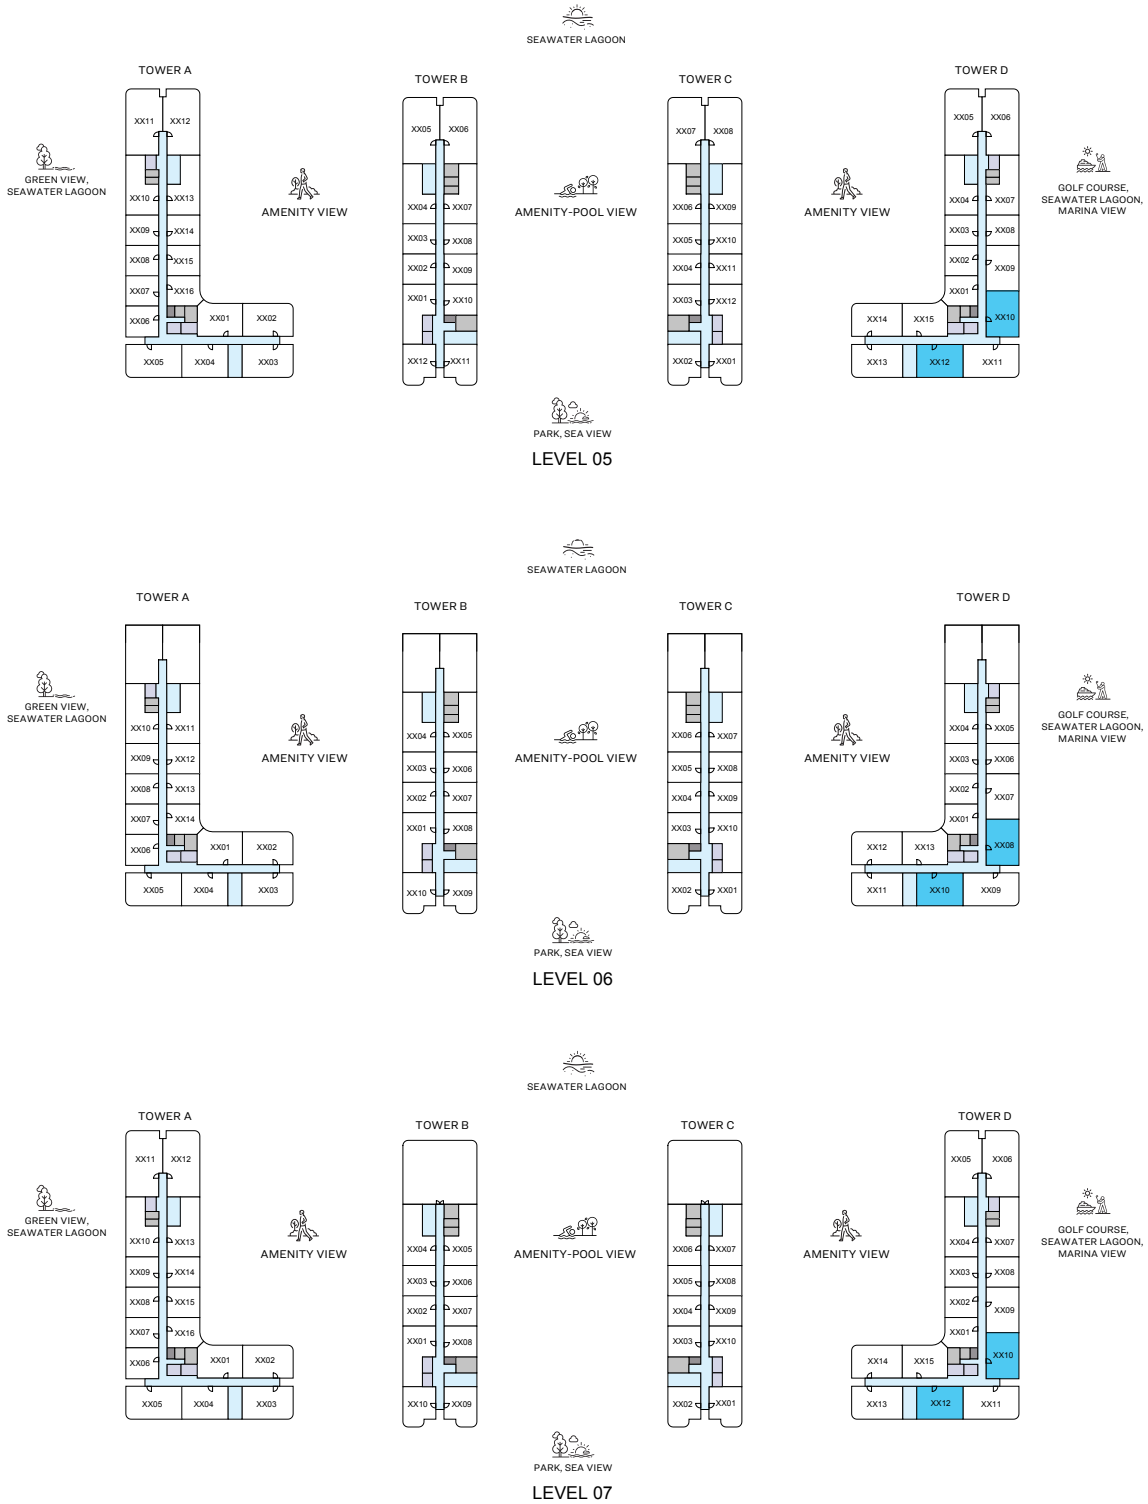 SEAWATER LAGOON
TOWER A
TOWER B
TOWER C
TOWER D
GREEN VIEW,
SEAWATER LAGOON
AMENITY VIEW
AMENITY-POOL VIEW
AMENITY VIEW
GOLF COURSE,
SEAWATER LAGOON,
MARINA VIEW
XX11 XX12
XX10 XX13
XX09 XX14
XX08 XX15
XX07 XX16
XX06 XX01 XX02
XX05 XX04 XX03
XX05 XX06
XX04 XX07
XX03 XX08
XX02 XX09
XX01 XX10
XX12 XX11
XX07 XX08
XX06 XX09
XX05 XX10
XX04 XX11
XX03 XX12
XX02 XX01
XX05 XX06
XX04 XX07
XX03 XX08
XX02 XX09
XX01
XX14 XX15 XX10
XX13 XX12 XX11
PARK, SEA VIEW
LEVEL 05
SEAWATER LAGOON
TOWER A
TOWER B
TOWER C
TOWER D
GREEN VIEW,
SEAWATER LAGOON
AMENITY VIEW
AMENITY-POOL VIEW
AMENITY VIEW
GOLF COURSE,
SEAWATER LAGOON,
MARINA VIEW
XX10 XX11
XX09 XX12
XX08 XX13
XX07 XX14
XX06 XX01 XX02
XX05 XX04 XX03
XX04 XX05
XX03 XX06
XX02 XX07
XX01 XX08
XX10 XX09
XX06 XX07
XX05 XX08
XX04 XX09
XX03 XX10
XX02 XX01
XX04 XX05
XX03 XX06
XX02 XX07
XX01
XX12 XX13 XX08
XX11 XX10 XX09
PARK, SEA VIEW
LEVEL 06
SEAWATER LAGOON
TOWER A
TOWER B
TOWER C
TOWER D
GREEN VIEW,
SEAWATER LAGOON
AMENITY VIEW
AMENITY-POOL VIEW
AMENITY VIEW
GOLF COURSE,
SEAWATER LAGOON,
MARINA VIEW
XX11 XX12
XX10 XX13
XX09 XX14
XX08 XX15
XX07 XX16
XX06 XX01 XX02
XX05 XX04 XX03
XX04 XX05
XX03 XX06
XX02 XX07
XX01 XX08
XX10 XX09
XX06 XX07
XX05 XX08
XX04 XX09
XX03 XX10
XX02 XX01
XX05 XX06
XX04 XX07
XX03 XX08
XX02 XX09
XX01
XX14 XX15 XX10
XX13 XX12 XX11
PARK, SEA VIEW
LEVEL 07